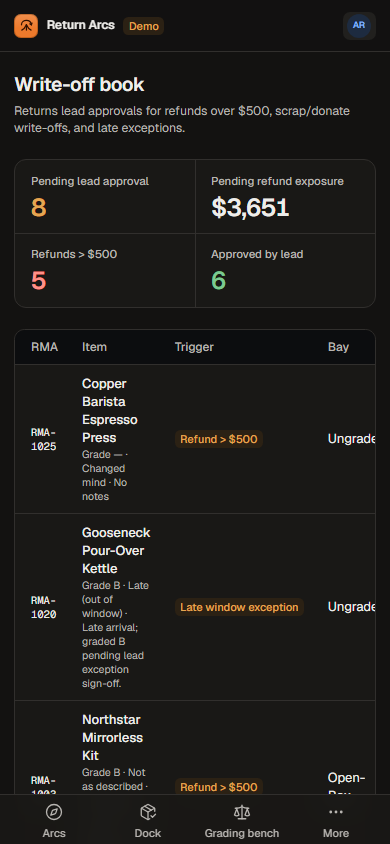 Return Arcs Demo AR
Write-off book
Returns lead approvals for refunds over $500, scrap/donate
write-offs, and late exceptions.
Pending lead approval
8
Pending refund exposure
$3,651
Refunds > $500
5
Approved by lead
6
RMA Item Trigger Bay
RMA-
1025
Copper
Barista
Espresso
Press
Grade — ·
Changed
mind · No
notes
Refund > $500
Ungrade
RMA-
1020
Gooseneck
Pour-Over
Kettle
Grade B · Late
(out of
window) ·
Late arrival;
graded B
pending lead
exception
sign-off.
Late window exception
Ungrade
RMA-
Northstar
Mirrorless
Kit
Grade B · Not
as described ·
Refund > $500
Open-
Arcs
Dock
Grading bench
More